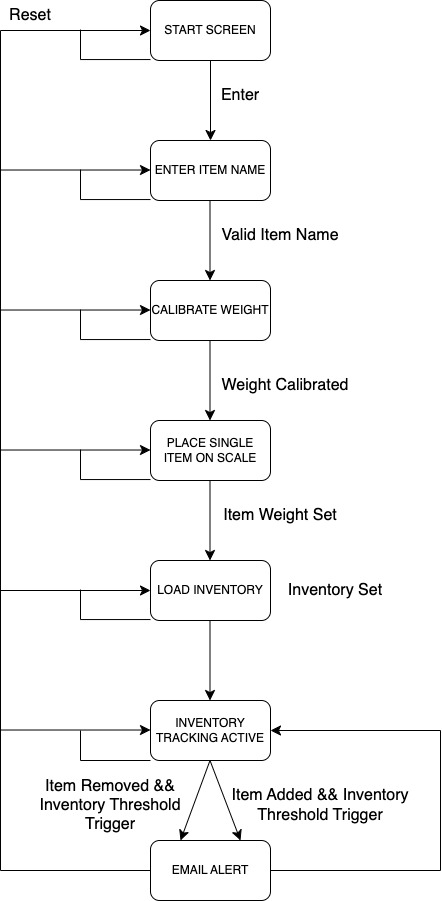 Reset
START SCREEN
Enter
ENTER ITEM NAME
Valid Item Name
CALIBRATE WEIGHT
Weight Calibrated
PLACE SINGLE
ITEM ON SCALE
Item Weight Set
LOAD INVENTORY
Inventory Set
INVENTORY
TRACKING ACTIVE
Item Removed &&
Inventory Threshold
Trigger
Item Added && Inventory
Threshold Trigger
EMAIL ALERT